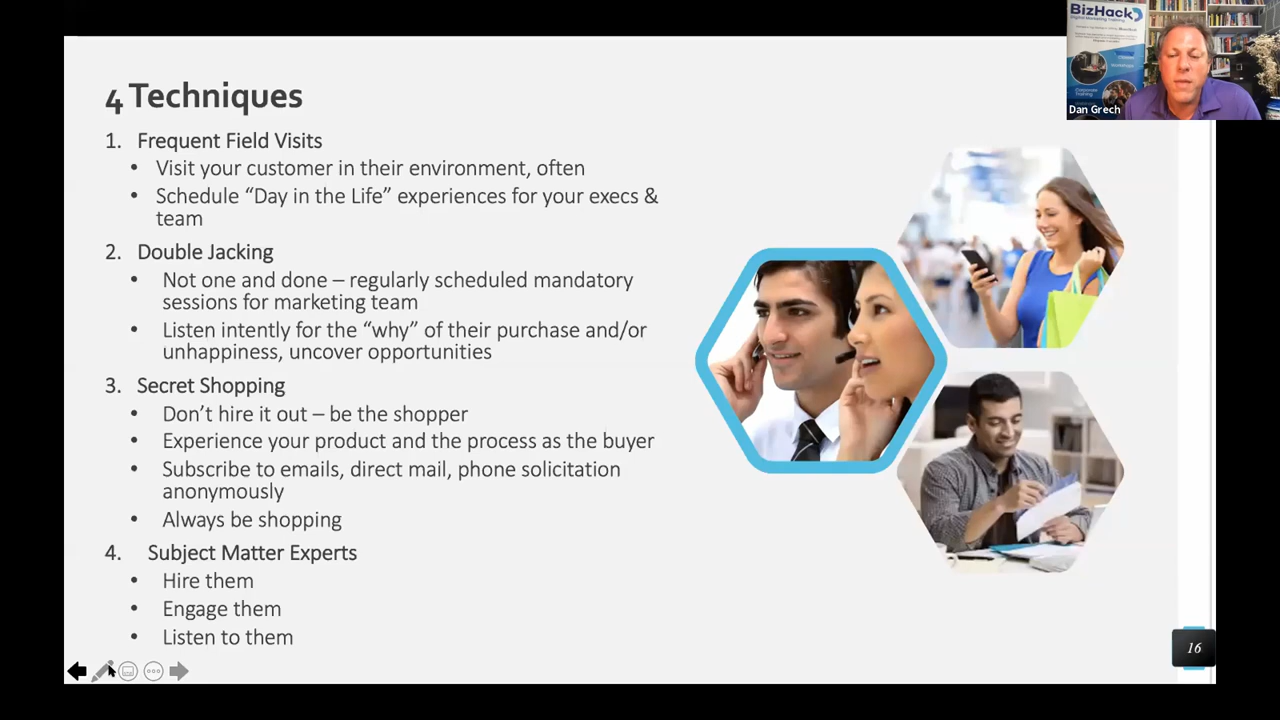 BizHack
Digital Marketing Training
Dan Grech
4 Techniques
1. Frequent Field Visits
• Visit your customer in their environment, often
• Schedule “Day in the Life” experiences for your execs &
team
2. Double Jacking
• Not one and done – regularly scheduled mandatory
sessions for marketing team
• Listen intently for the “why” of their purchase and/or
unhappiness, uncover opportunities
3. Secret Shopping
• Don’t hire it out – be the shopper
• Experience your product and the process as the buyer
• Subscribe to emails, direct mail, phone solicitation
anonymously
• Always be shopping
4. Subject Matter Experts
• Hire them
• Engage them
• Listen to them
16